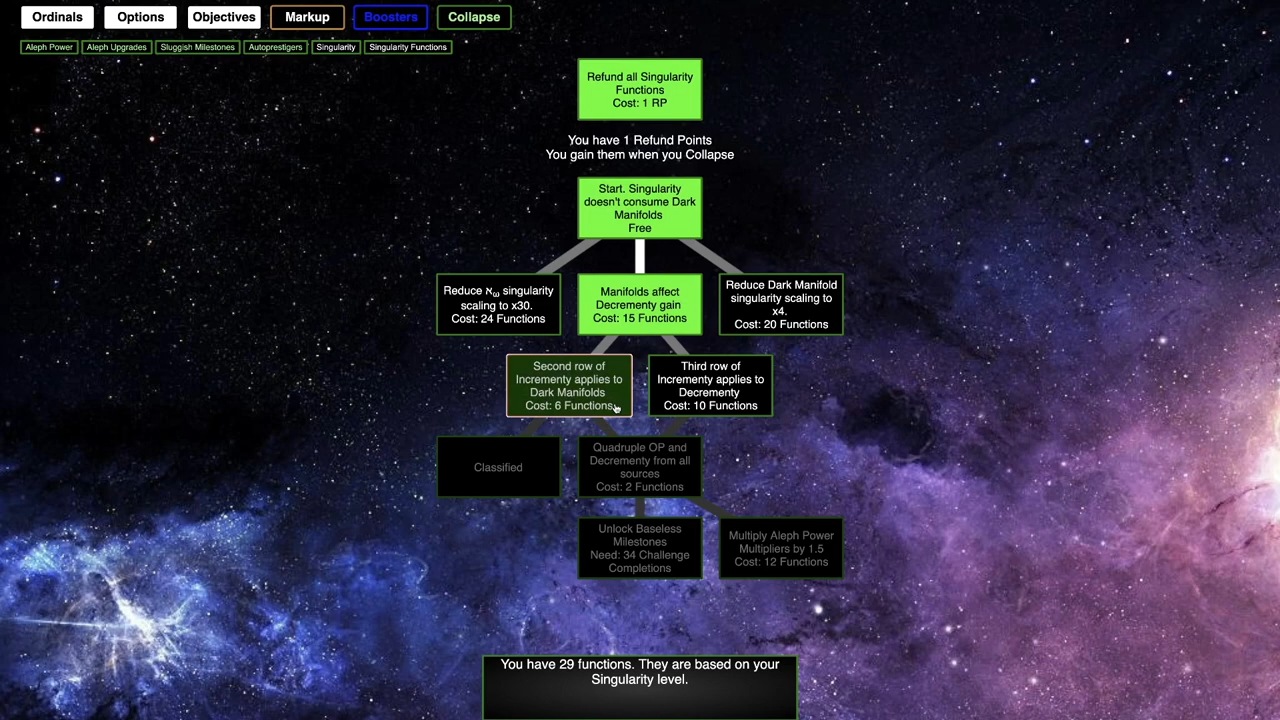 Ordinals
Options
Objectives
Markup
Boosters
Collapse
Aleph Power
Aleph Upgrades
Sluggish Milestones
Autoprestigers
Singularity
Singularity Functions
Refund all Singularity
Functions
Cost: 1 RP
You have 1 Refund Points
You gain them when you Collapse
Start. Singularity
doesn't consume Dark
Manifolds
Free
Reduce ℵω singularity
scaling to x30.
Cost: 24 Functions
Manifolds affect
Decrementy gain
Cost: 15 Functions
Reduce Dark Manifold
singularity scaling to
x4.
Cost: 20 Functions
Second row of
Incrementy applies to
Dark Manifolds
Cost: 6 Functions
Third row of
Incrementy applies to
Decrementy
Cost: 10 Functions
Classified
Quadruple OP and
Decrementy from all
sources
Cost: 2 Functions
Unlock Baseless
Milestones
Need: 34 Challenge
Completions
Multiply Aleph Power
Multipliers by 1.5
Cost: 12 Functions
You have 29 functions. They are based on your
Singularity level.